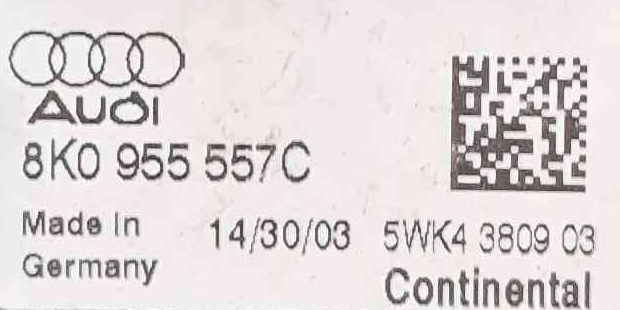 Audi
8K0 955 557C
Made in
Germany
14/30/03
5WK4 3809 03
Continental